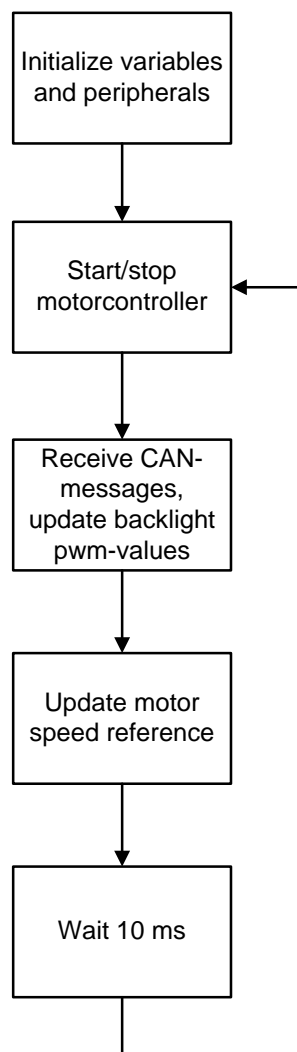 Initialize variables
and peripherals
Start/stop
motorcontroller
Receive CAN-
messages,
update backlight
pwm-values
Update motor
speed reference
Wait 10 ms